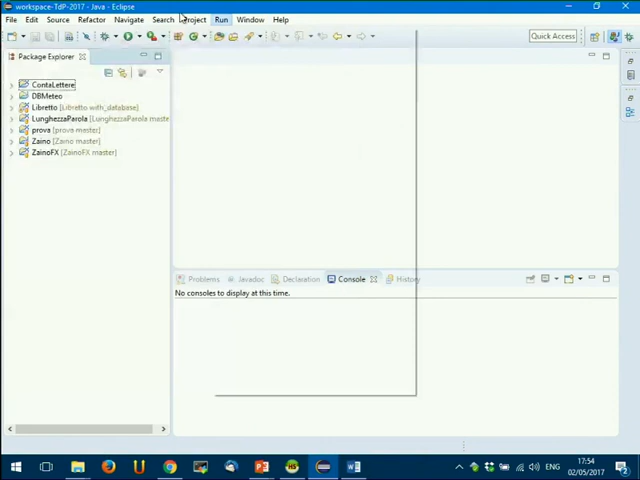 workspace-TdP-2017 - Java - Eclipse
File Edit Source Refactor Navigate Search Project Run Window Help
Quick Access
Package Explorer
ContaLettere
DBMeteo
Libretto [Libretto with_database]
LunghezzaParola [LunghezzaParola maste
prova [prova master]
Zaino [Zaino master]
ZainoFX [ZainoFX master]
Problems Javadoc Declaration Console History
No consoles to display at this time.
ENG
17:54
02/05/2017